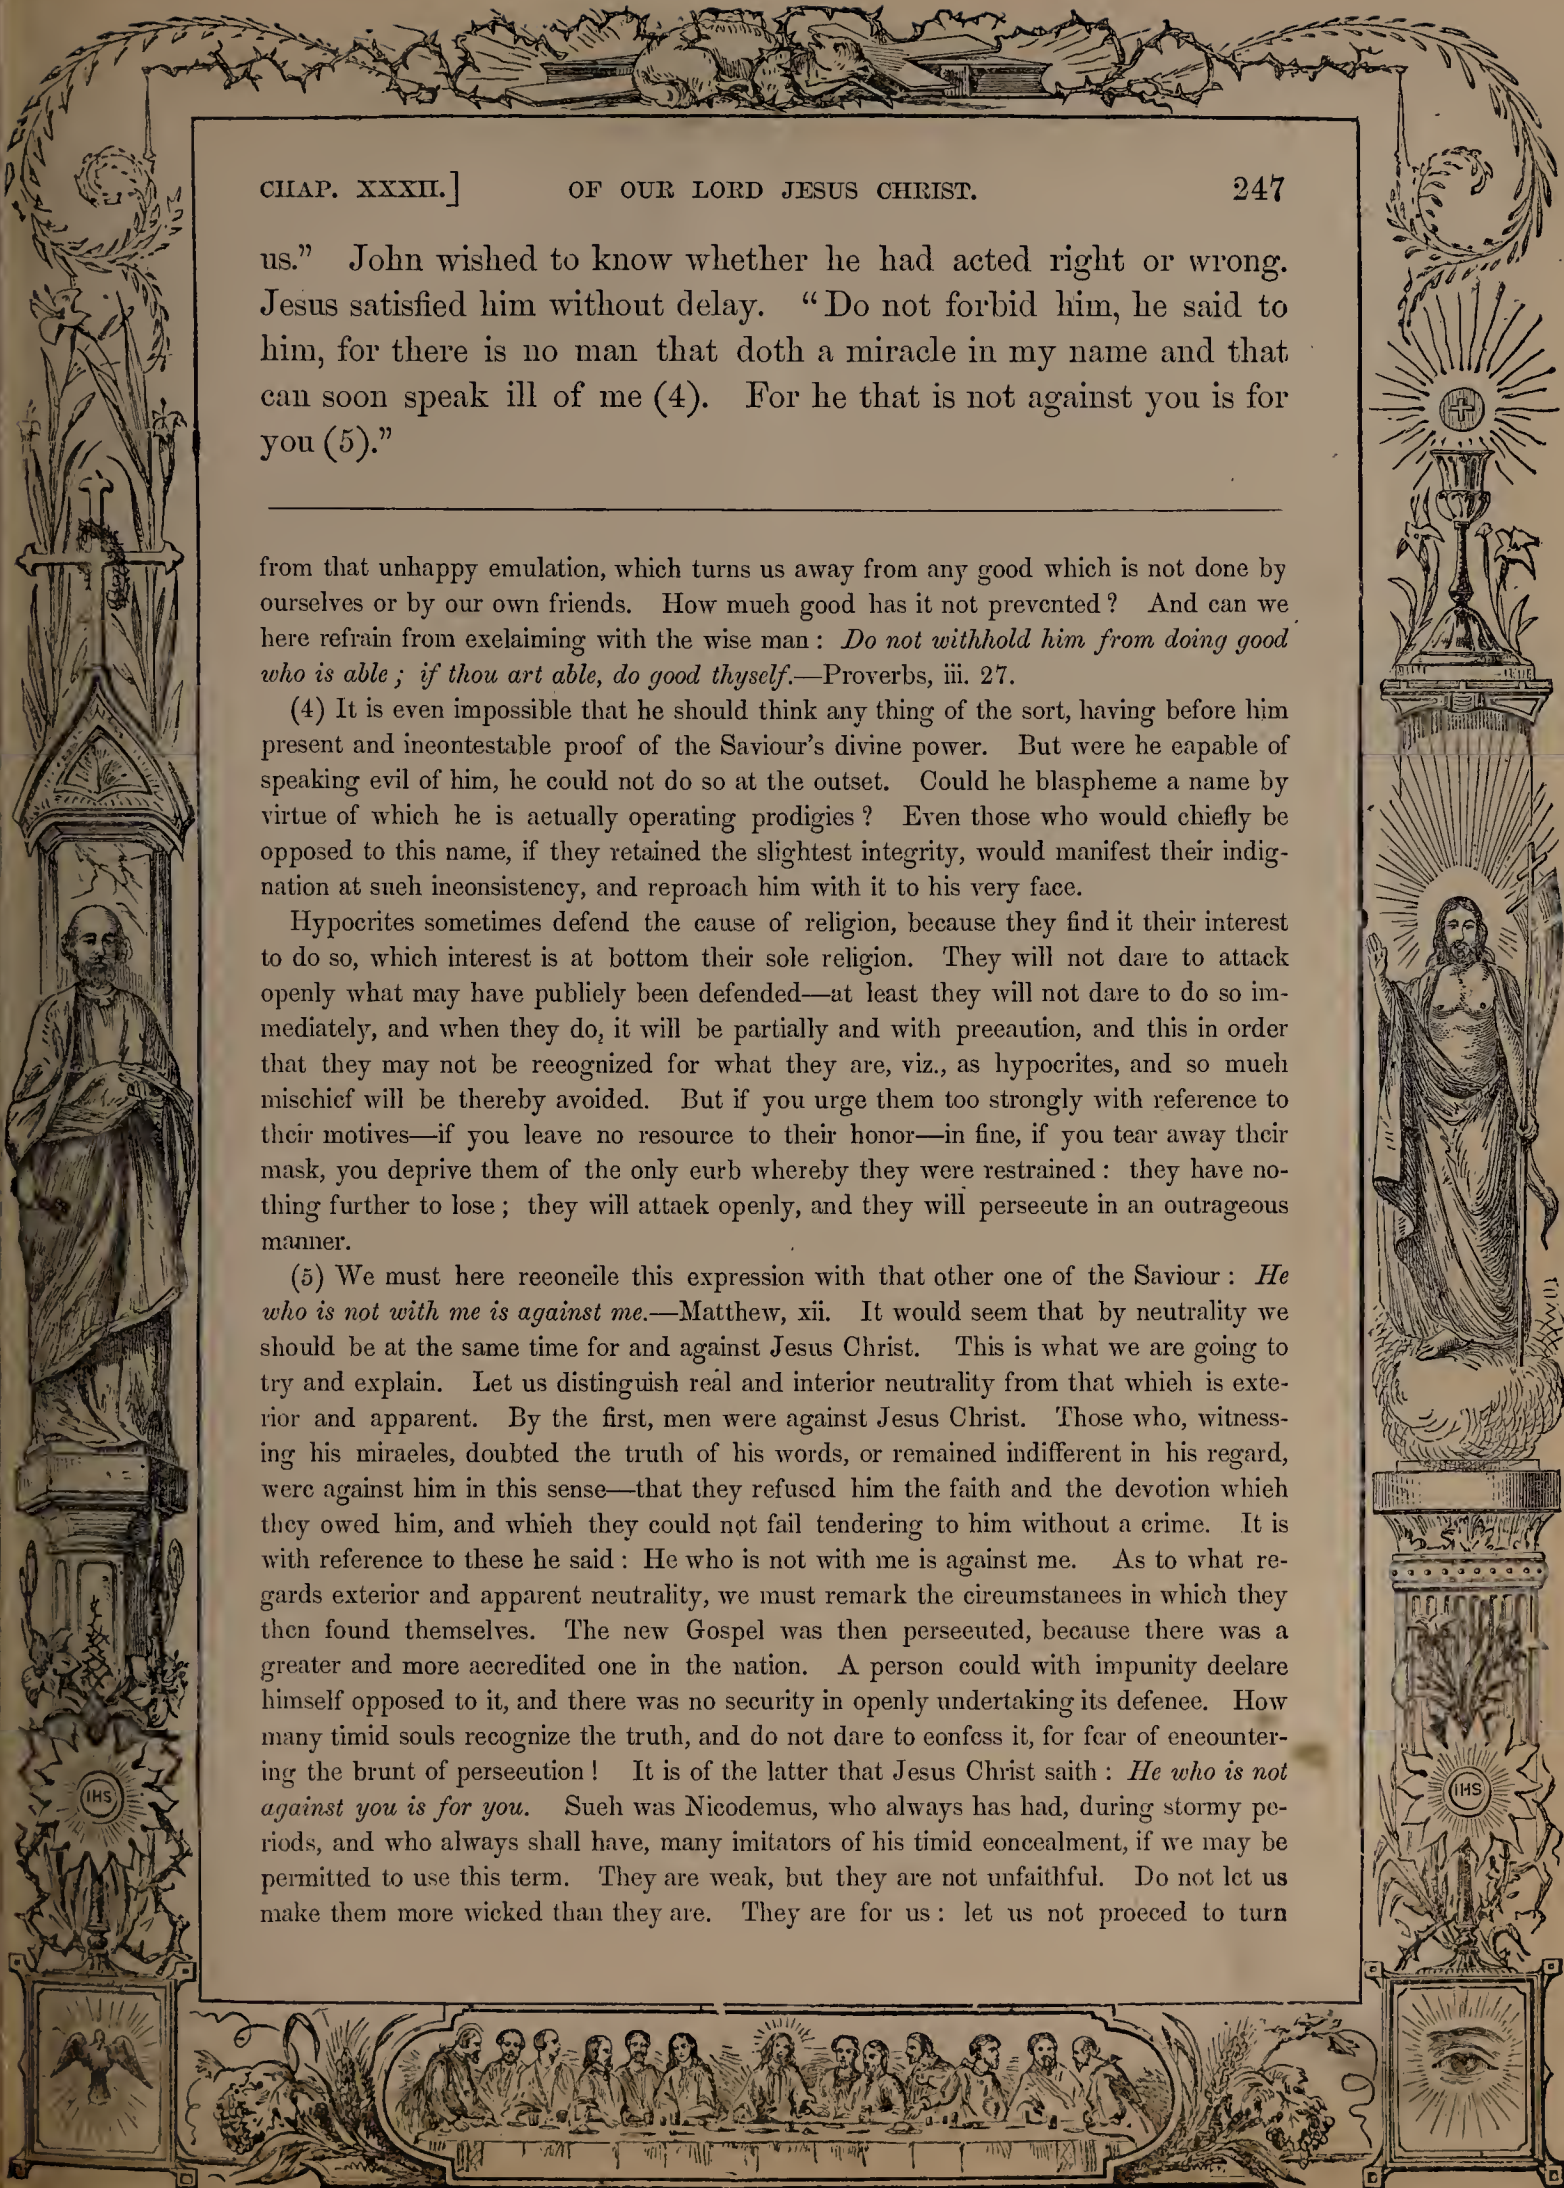 CHAP. XXXII.] OF OUR LORD JESUS CHRIST. 247
us.” John wished to know whether he had acted right or wrong.
Jesus satisfied him without delay. “Do not forbid him, he said to
him, for there is no man that doth a miracle in my name and that
can soon speak ill of me (4). For he that is not against you is for
you (5).”
from that unhappy emulation, which turns us away from any good which is not done by
ourselves or by our own friends. How much good has it not prevented? And can we
here refrain from exclaiming with the wise man: Do not withhold him from doing good
who is able; if thou art able, do good thyself.—Proverbs, iii. 27.
(4) It is even impossible that he should think any thing of the sort, having before him
present and incontestable proof of the Saviour’s divine power. But were he capable of
speaking evil of him, he could not do so at the outset. Could he blaspheme a name by
virtue of which he is actually operating prodigies? Even those who would chiefly be
opposed to this name, if they retained the slightest integrity, would manifest their indig-
nation at such inconsistency, and reproach him with it to his very face.
Hypocrites sometimes defend the cause of religion, because they find it their interest
to do so, which interest is at bottom their sole religion. They will not dare to attack
openly what may have publicly been defended—at least they will not dare to do so im-
mediately, and when they do, it will be partially and with precaution, and this in order
that they may not be recognized for what they are, viz., as hypocrites, and so much
mischief will be thereby avoided. But if you urge them too strongly with reference to
their motives—if you leave no resource to their honor—in fine, if you tear away their
mask, you deprive them of the only curb whereby they were restrained: they have no-
thing further to lose; they will attack openly, and they will persecute in an outrageous
manner.
(5) We must here reconcile this expression with that other one of the Saviour: He
who is not with me is against me.—Matthew, xii. It would seem that by neutrality we
should be at the same time for and against Jesus Christ. This is what we are going to
try and explain. Let us distinguish real and interior neutrality from that which is exte-
rior and apparent. By the first, men were against Jesus Christ. Those who, witness-
ing his miracles, doubted the truth of his words, or remained indifferent in his regard,
were against him in this sense—that they refused him the faith and the devotion which
they owed him, and which they could not fail tendering to him without a crime. It is
with reference to these he said: He who is not with me is against me. As to what re-
gards exterior and apparent neutrality, we must remark the circumstances in which they
then found themselves. The new Gospel was then persecuted, because there was a
greater and more accredited one in the nation. A person could with impunity declare
himself opposed to it, and there was no security in openly undertaking its defence. How
many timid souls recognize the truth, and do not dare to confess it, for fear of encounter-
ing the brunt of persecution! It is of the latter that Jesus Christ saith: He who is not
against you is for you. Such was Nicodemus, who always has had, during stormy pe-
riods, and who always shall have, many imitators of his timid concealment, if we may be
permitted to use this term. They are weak, but they are not unfaithful. Do not let us
make them more wicked than they are. They are for us: let us not proceed to turn
IHS
IHS